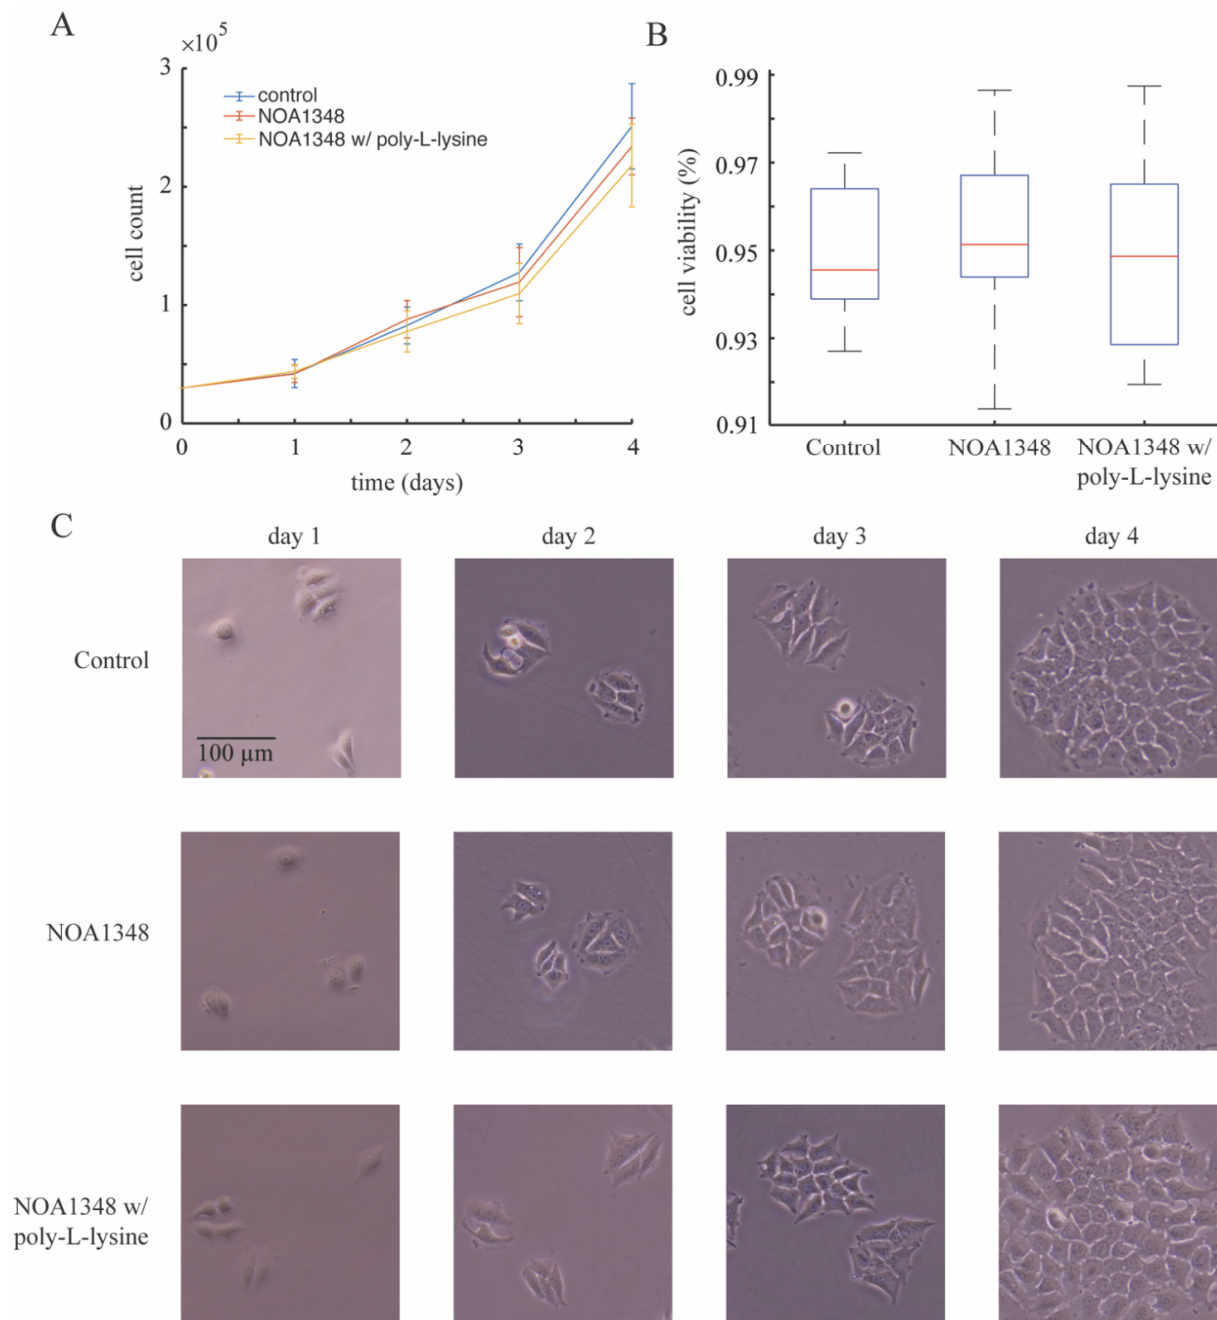 A
×10⁵
3
2
1
0
cell count
control
NOA1348
NOA1348 w/ poly-L-lysine
0 1 2 3 4
time (days)
B
0.99
0.97
0.95
0.93
0.91
cell viability (%)
Control NOA1348 NOA1348 w/
poly-L-lysine
C
day 1 day 2 day 3 day 4
Control
100 µm
NOA1348
NOA1348 w/
poly-L-lysine